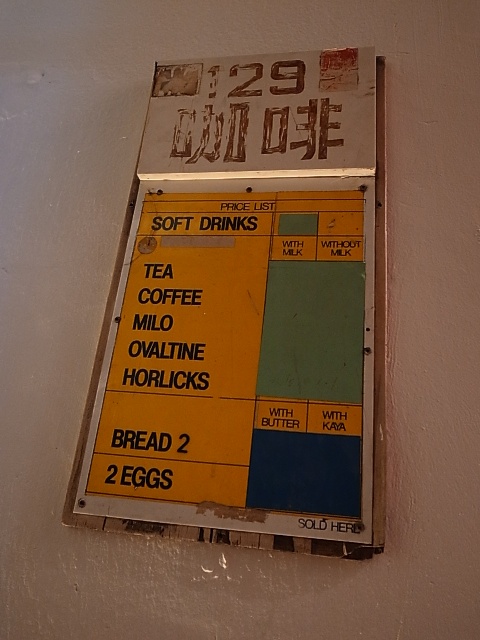 129
咖啡
PRICE LIST
SOFT DRINKS
WITH MILK
WITHOUT MILK
TEA
COFFEE
MILO
OVALTINE
HORLICKS
WITH BUTTER
WITH KAYA
BREAD 2
2 EGGS
SOLD HERE